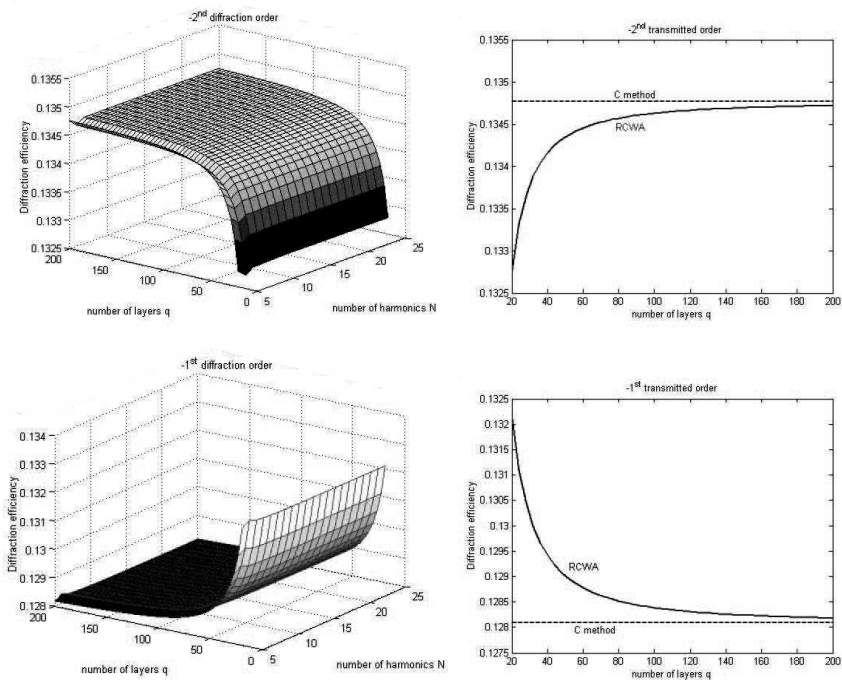 -2nd diffraction order
Diffraction efficiency
0.1355
0.135
0.1345
0.134
0.1335
0.133
0.1325
200
150
100
50
0
5
10
15
20
25
number of layers q
number of harmonics N
-2nd transmitted order
Diffraction efficiency
0.1355
0.135
0.1345
0.134
0.1335
0.133
0.1325
C method
RCWA
20 40 60 80 100 120 140 160 180 200
number of layers q
-1st diffraction order
Diffraction efficiency
0.134
0.133
0.132
0.131
0.13
0.129
0.128
200
150
100
50
0
5
10
15
20
25
number of layers q
number of harmonics N
-1st transmitted order
Diffraction efficiency
0.1325
0.132
0.1315
0.131
0.1305
0.13
0.1295
0.129
0.1285
0.128
0.1275
RCWA
C method
20 40 60 80 100 120 140 160 180 200
number of layers q